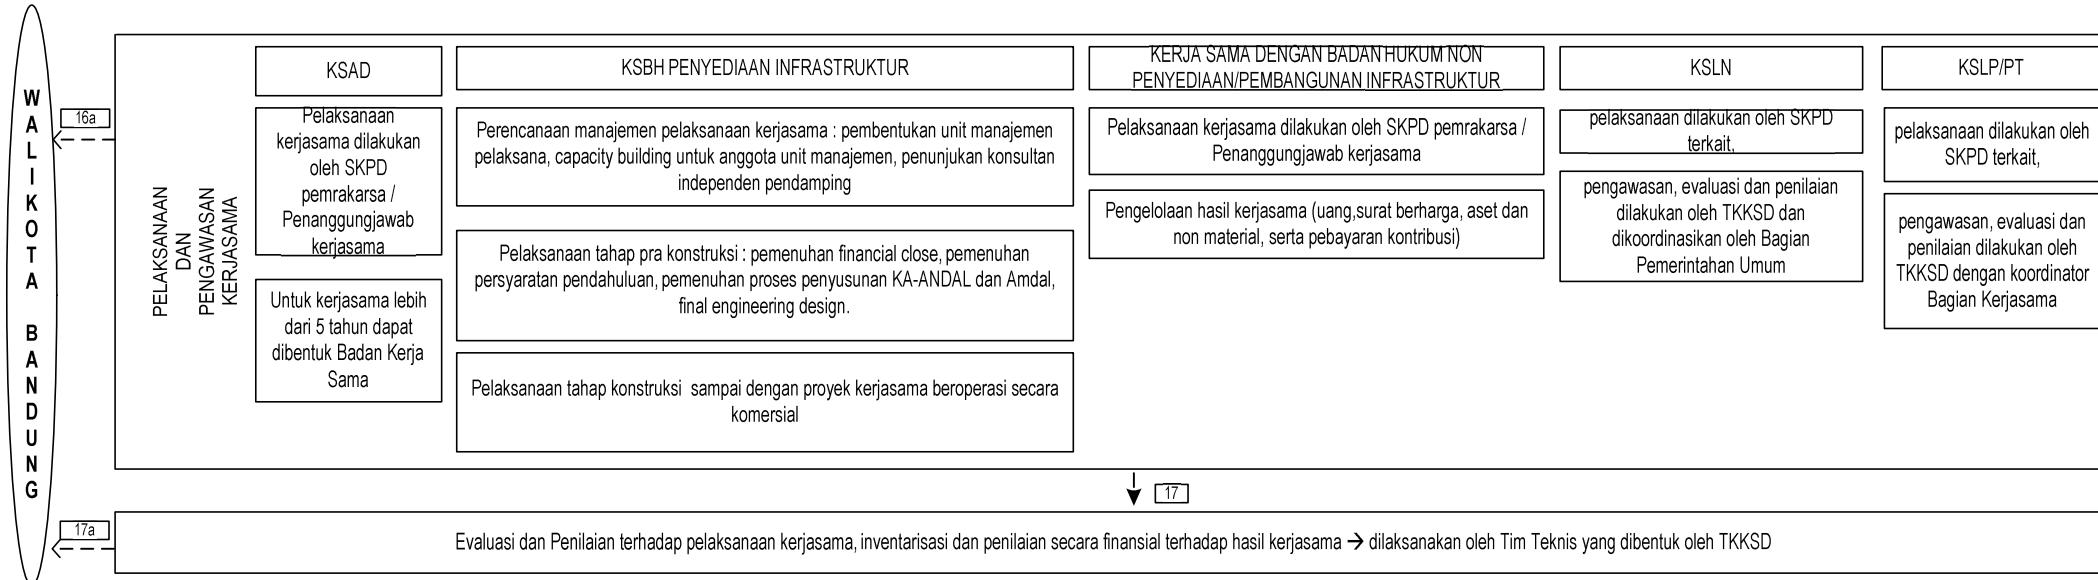 WALIKOTA BANDUNG
16a
17a
PELAKSANAAN
DAN
PENGAWASAN
KERJASAMA
KSAD
Pelaksanaan
kerjasama dilakukan
oleh SKPD
pemrakarsa /
Penanggungjawab
kerjasama
Untuk kerjasama lebih
dari 5 tahun dapat
dibentuk Badan Kerja
Sama
KSBH PENYEDIAAN INFRASTRUKTUR
Perencanaan manajemen pelaksanaan kerjasama : pembentukan unit manajemen
pelaksana, capacity building untuk anggota unit manajemen, penunjukan konsultan
independen pendamping
Pelaksanaan tahap pra konstruksi : pemenuhan financial close, pemenuhan
persyaratan pendahuluan, pemenuhan proses penyusunan KA-ANDAL dan Amdal,
final engineering design.
Pelaksanaan tahap konstruksi sampai dengan proyek kerjasama beroperasi secara
komersial
KERJA SAMA DENGAN BADAN HUKUM NON
PENYEDIAAN/PEMBANGUNAN INFRASTRUKTUR
Pelaksanaan kerjasama dilakukan oleh SKPD pemrakarsa /
Penanggungjawab kerjasama
Pengelolaan hasil kerjasama (uang,surat berharga, aset dan
non material, serta pebayaran kontribusi)
KSLN
pelaksanaan dilakukan oleh SKPD
terkait,
pengawasan, evaluasi dan penilaian
dilakukan oleh TKKSD dan
dikoordinasikan oleh Bagian
Pemerintahan Umum
KSLP/PT
pelaksanaan dilakukan oleh
SKPD terkait,
pengawasan, evaluasi dan
penilaian dilakukan oleh
TKKSD dengan koordinator
Bagian Kerjasama
17
Evaluasi dan Penilaian terhadap pelaksanaan kerjasama, inventarisasi dan penilaian secara finansial terhadap hasil kerjasama → dilaksanakan oleh Tim Teknis yang dibentuk oleh TKKSD